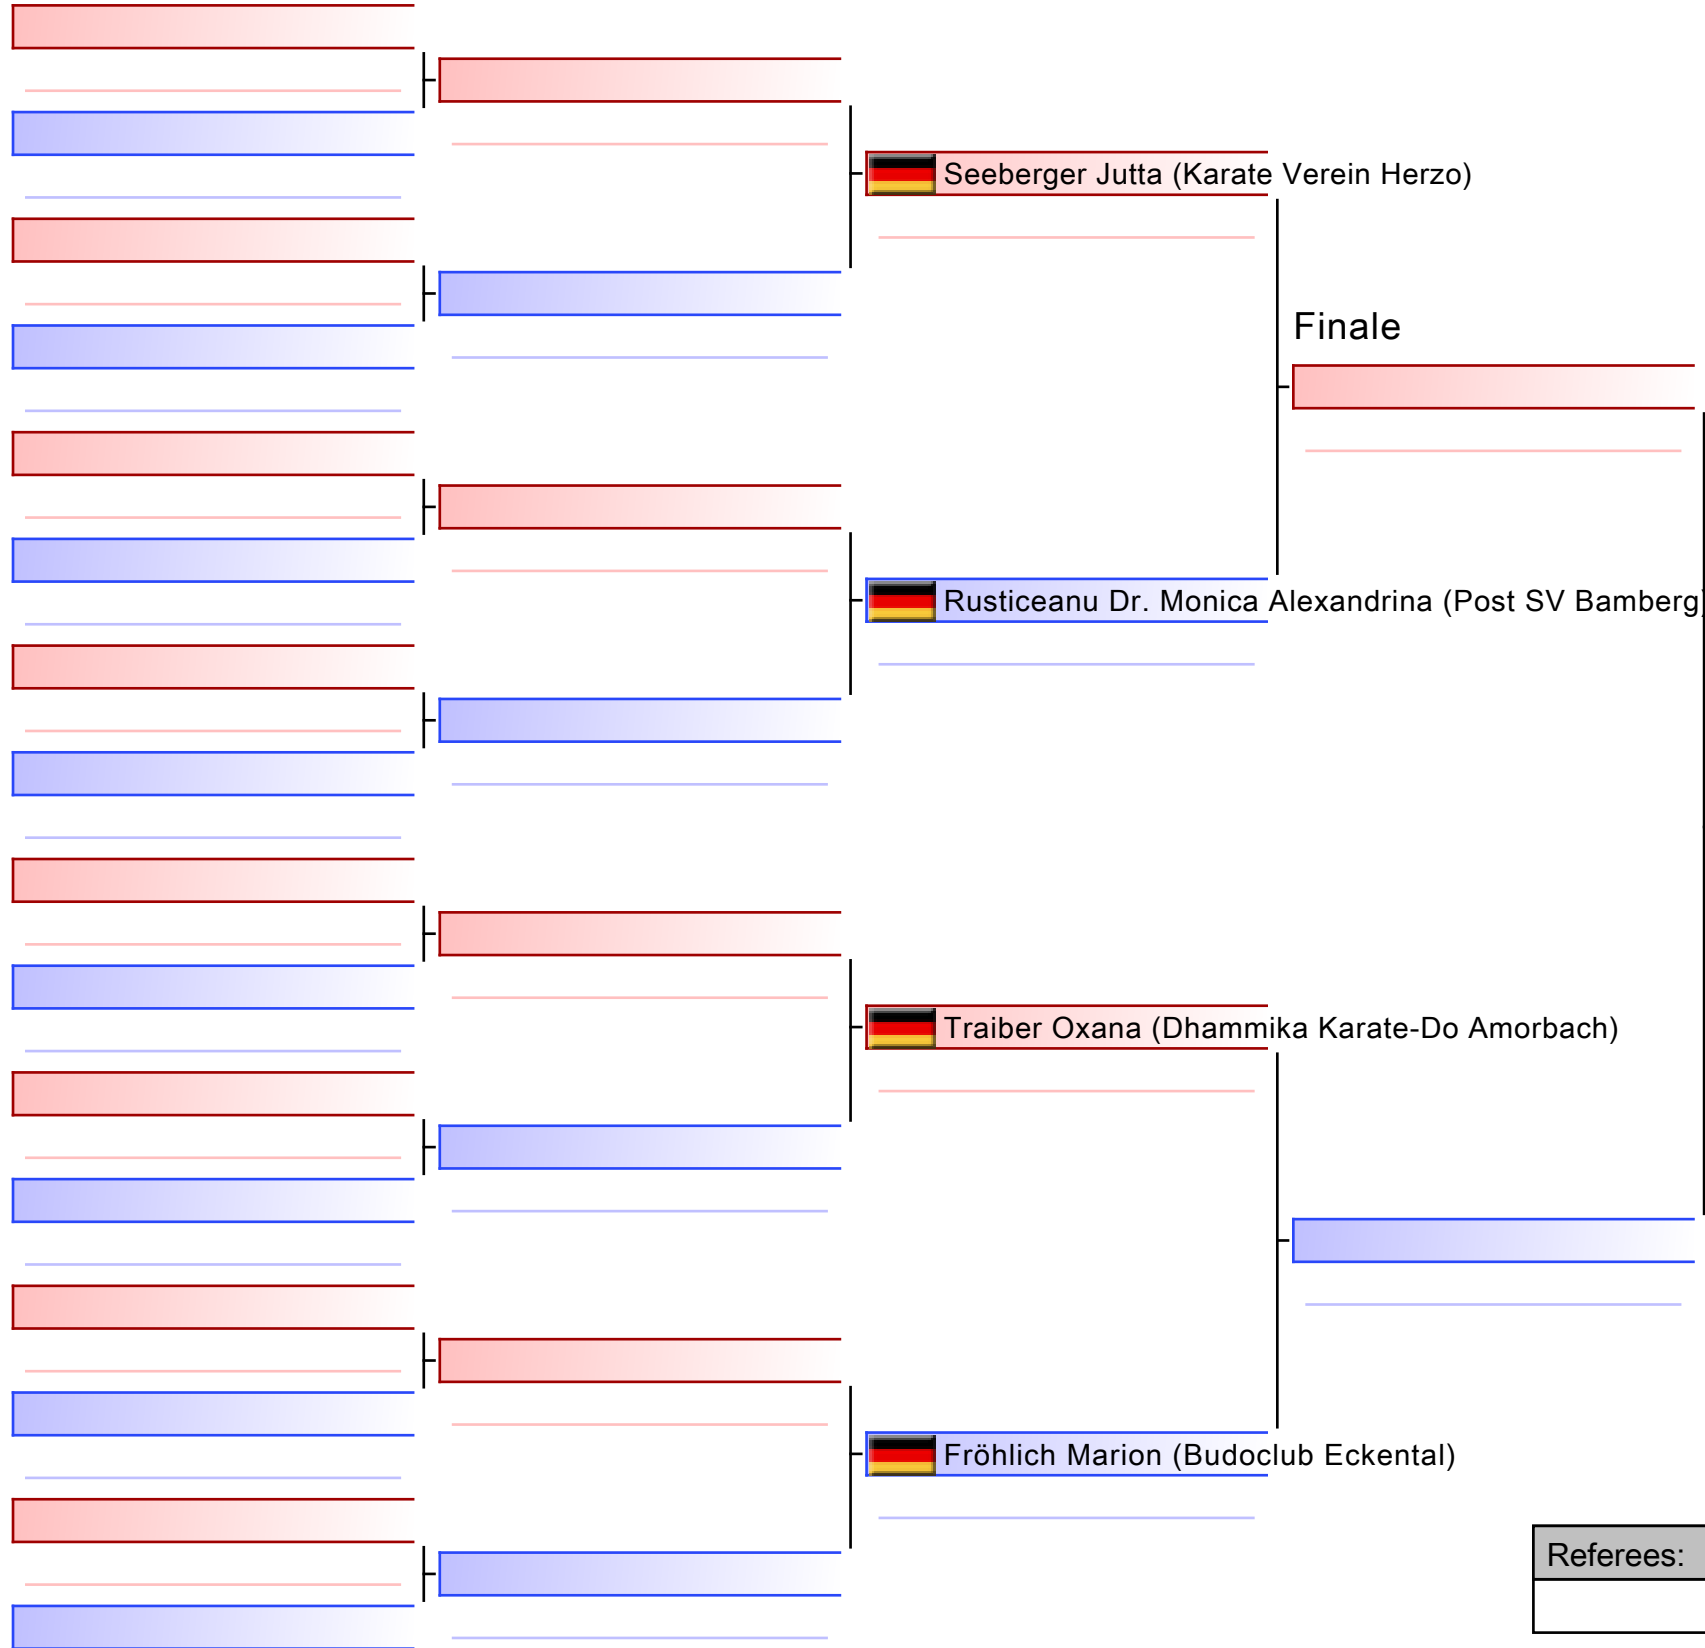 Seeberger Jutta (Karate Verein Herzo)
Finale
Rusticeanu Dr. Monica Alexandrina (Post SV Bamberg)
Traiber Oxana (Dhammika Karate-Do Amorbach)
Fröhlich Marion (Budoclub Eckental)
Referees: